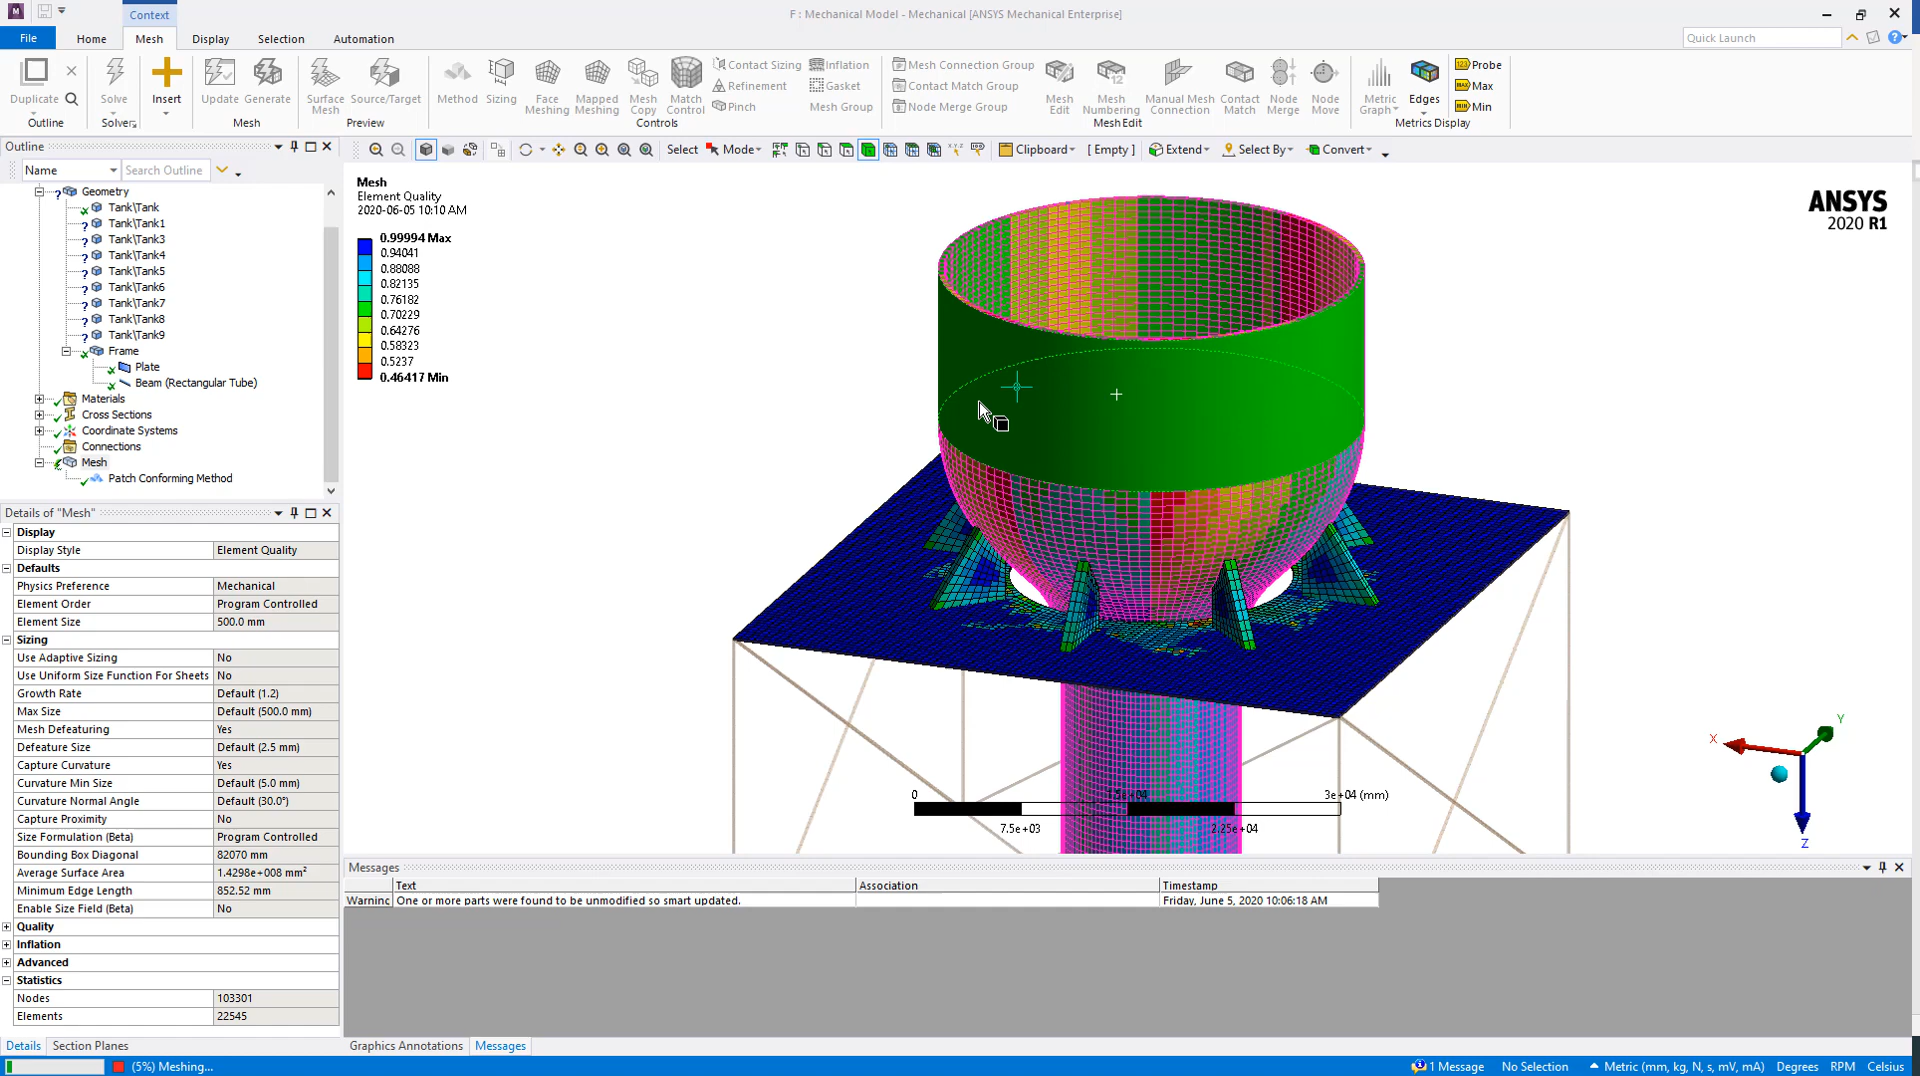 Context
F : Mechanical Model - Mechanical [ANSYS Mechanical Enterprise]
File
Home
Mesh
Display
Selection
Automation
Quick Launch
Duplicate
Outline
Solve
Solver
Insert
Update
Generate
Mesh
Surface Mesh
Source/Target
Preview
Method
Sizing
Face Meshing
Mapped Meshing
Mesh Copy
Match Control
Contact Sizing
Refinement
Pinch
Inflation
Gasket
Mesh Group
Controls
Mesh Connection Group
Contact Match Group
Node Merge Group
Mesh Edit
Mesh Numbering
Manual Mesh Connection
Contact Match
Node Merge
Node Move
Mesh Edit
Metric Graph
Edges
Probe
Max
Min
Metrics Display
Outline
Select
Mode
Clipboard
[ Empty ]
Extend
Select By
Convert
Name
Search Outline
Geometry
Tank\Tank
Tank\Tank1
Tank\Tank3
Tank\Tank4
Tank\Tank5
Tank\Tank6
Tank\Tank7
Tank\Tank8
Tank\Tank9
Frame
Plate
Beam (Rectangular Tube)
Materials
Cross Sections
Coordinate Systems
Connections
Mesh
Patch Conforming Method
Details of "Mesh"
Display
Display Style Element Quality
Defaults
Physics Preference Mechanical
Element Order Program Controlled
Element Size 500.0 mm
Sizing
Use Adaptive Sizing No
Use Uniform Size Function For Sheets No
Growth Rate Default (1.2)
Max Size Default (500.0 mm)
Mesh Defeaturing Yes
Defeature Size Default (2.5 mm)
Capture Curvature Yes
Curvature Min Size Default (5.0 mm)
Curvature Normal Angle Default (30.0°)
Capture Proximity No
Size Formulation (Beta) Program Controlled
Bounding Box Diagonal 82070 mm
Average Surface Area 1.4298e+008 mm²
Minimum Edge Length 852.52 mm
Enable Size Field (Beta) No
Quality
Inflation
Advanced
Statistics
Nodes 103301
Elements 22545
Details
Section Planes
Mesh
Element Quality
2020-06-05 10:10 AM
0.99994 Max
0.94041
0.88088
0.82135
0.76182
0.70229
0.64276
0.58323
0.5237
0.46417 Min
ANSYS
2020 R1
0
1.5e+04
3e+04 (mm)
7.5e+03
2.25e+04
X
Y
Z
Messages
Text
Association
Timestamp
Warning One or more parts were found to be unmodified so smart updated. Friday, June 5, 2020 10:06:18 AM
Graphics Annotations
Messages
(5%) Meshing...
1 Message
No Selection
Metric (mm, kg, N, s, mV, mA)
Degrees
RPM
Celsius